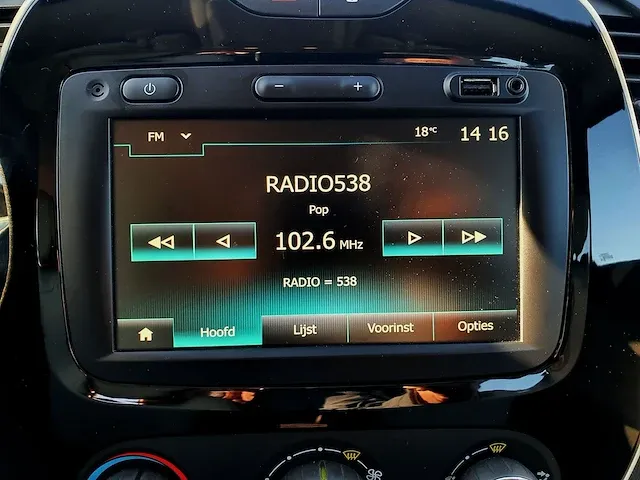 FM 18°C 14 16
RADIO538
Pop
102.6 MHz
RADIO = 538
Hoofd Lijst Voorinst Opties